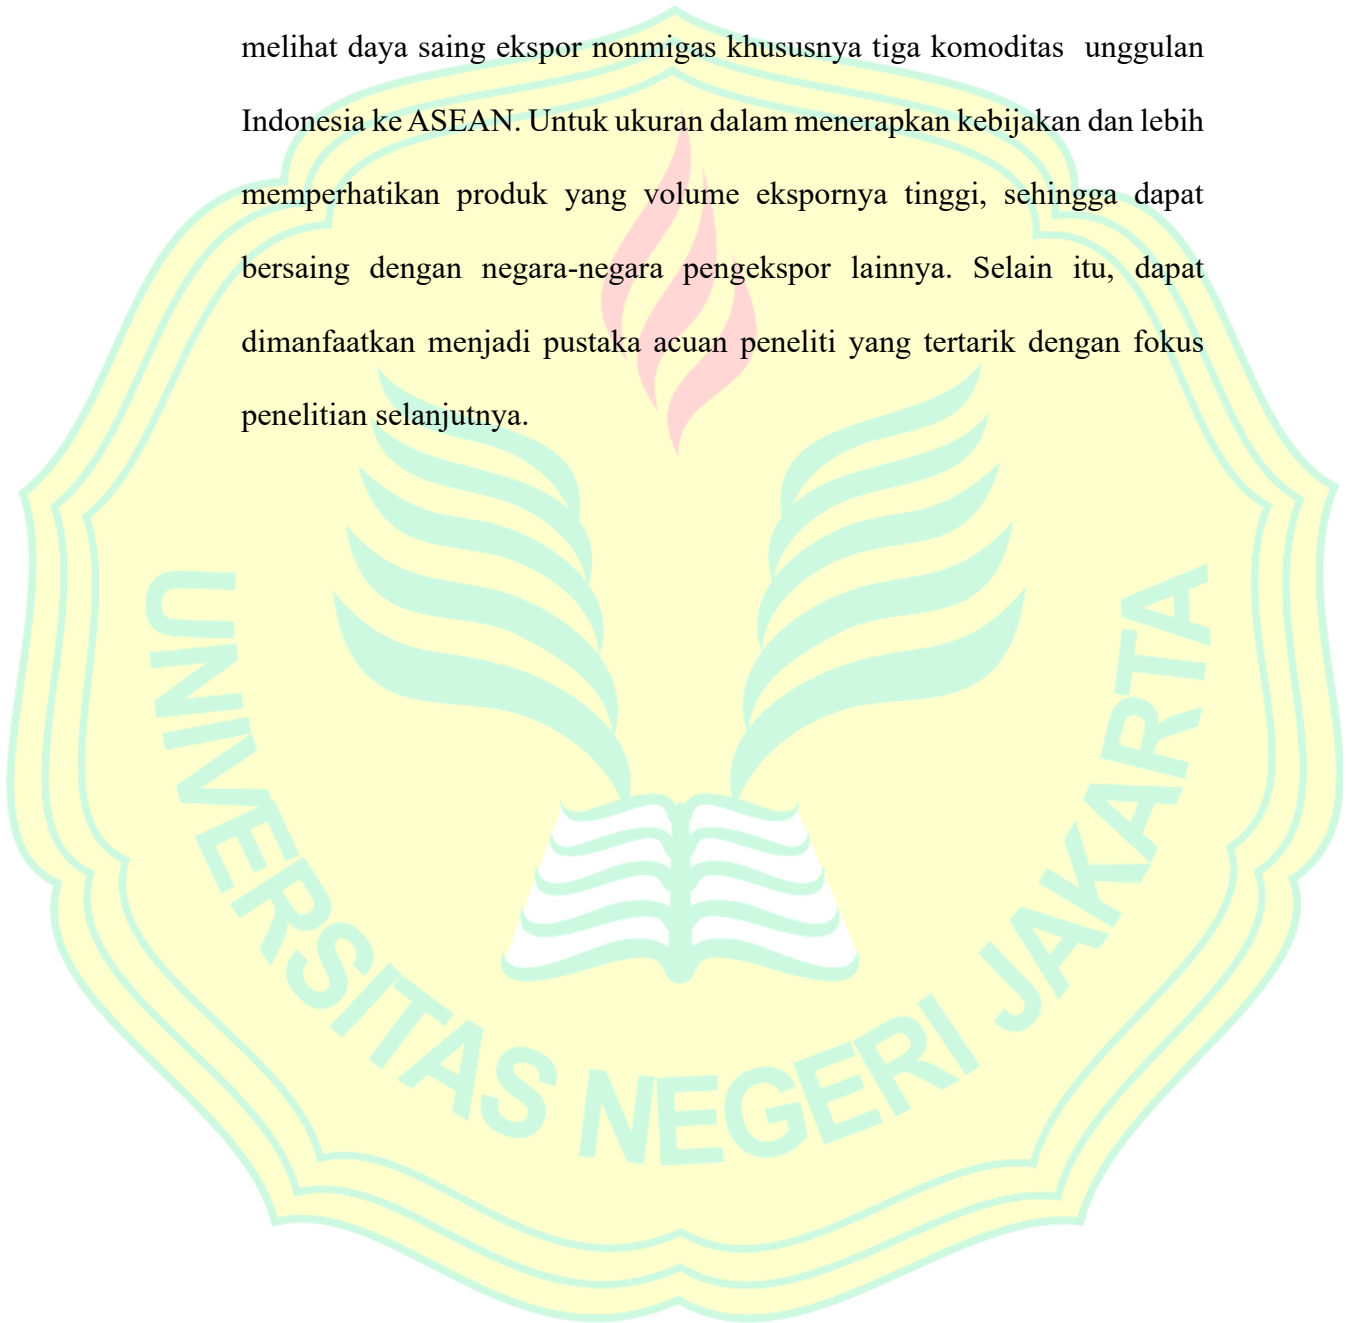 melihat daya saing ekspor nonmigas khususnya tiga komoditas unggulan
Indonesia ke ASEAN. Untuk ukuran dalam menerapkan kebijakan dan lebih
memperhatikan produk yang volume ekspornya tinggi, sehingga dapat
bersaing dengan negara-negara pengekspor lainnya. Selain itu, dapat
dimanfaatkan menjadi pustaka acuan peneliti yang tertarik dengan fokus
penelitian selanjutnya.
UNIVERSITAS NEGERI JAKARTA